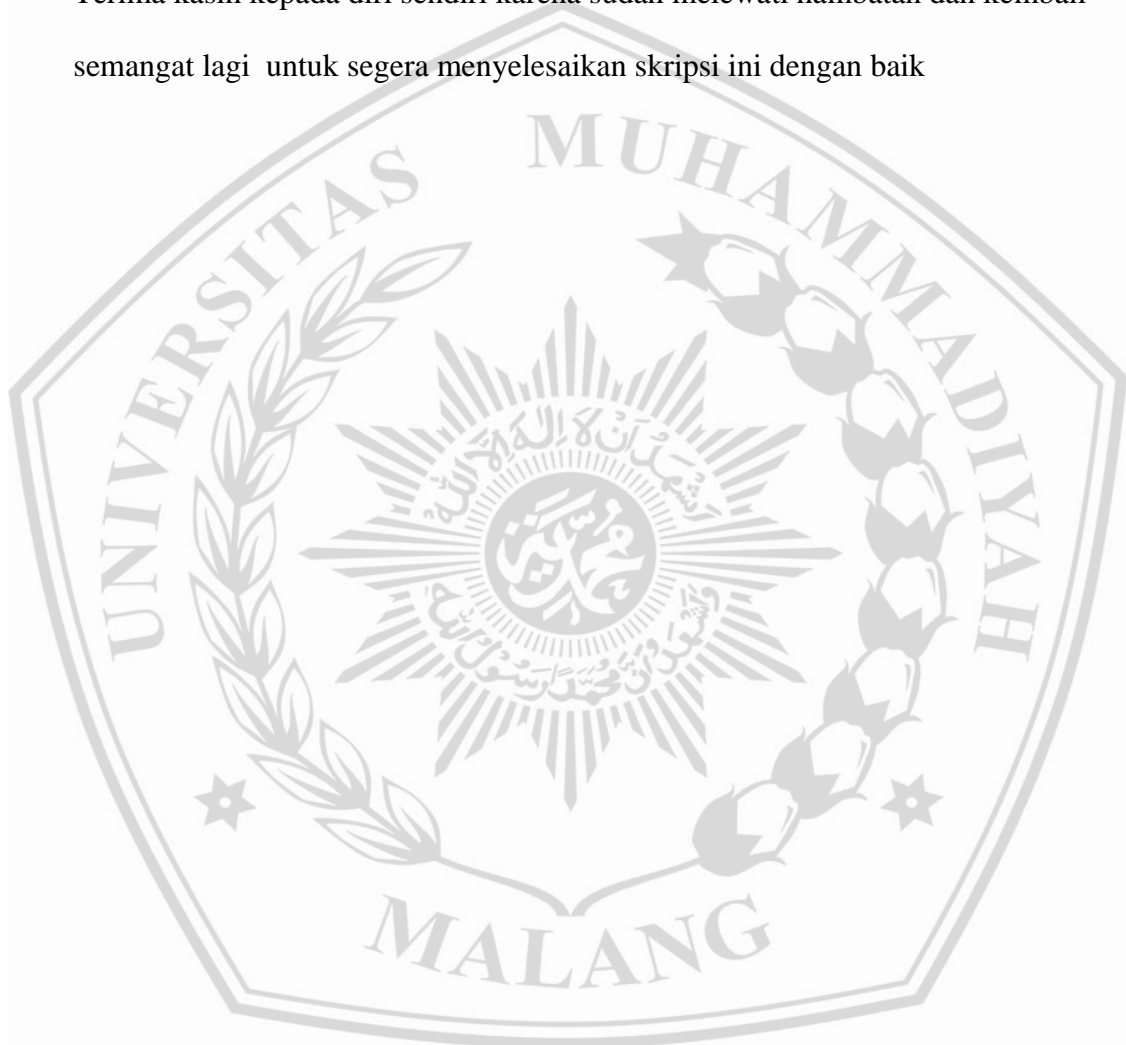 Terima kasih kepada diri sendiri karena sudah melewati hambatan dan kembali
semangat lagi  untuk segera menyelesaikan skripsi ini dengan baik
UNIVERSITAS MUHAMMADIYAH
MALANG